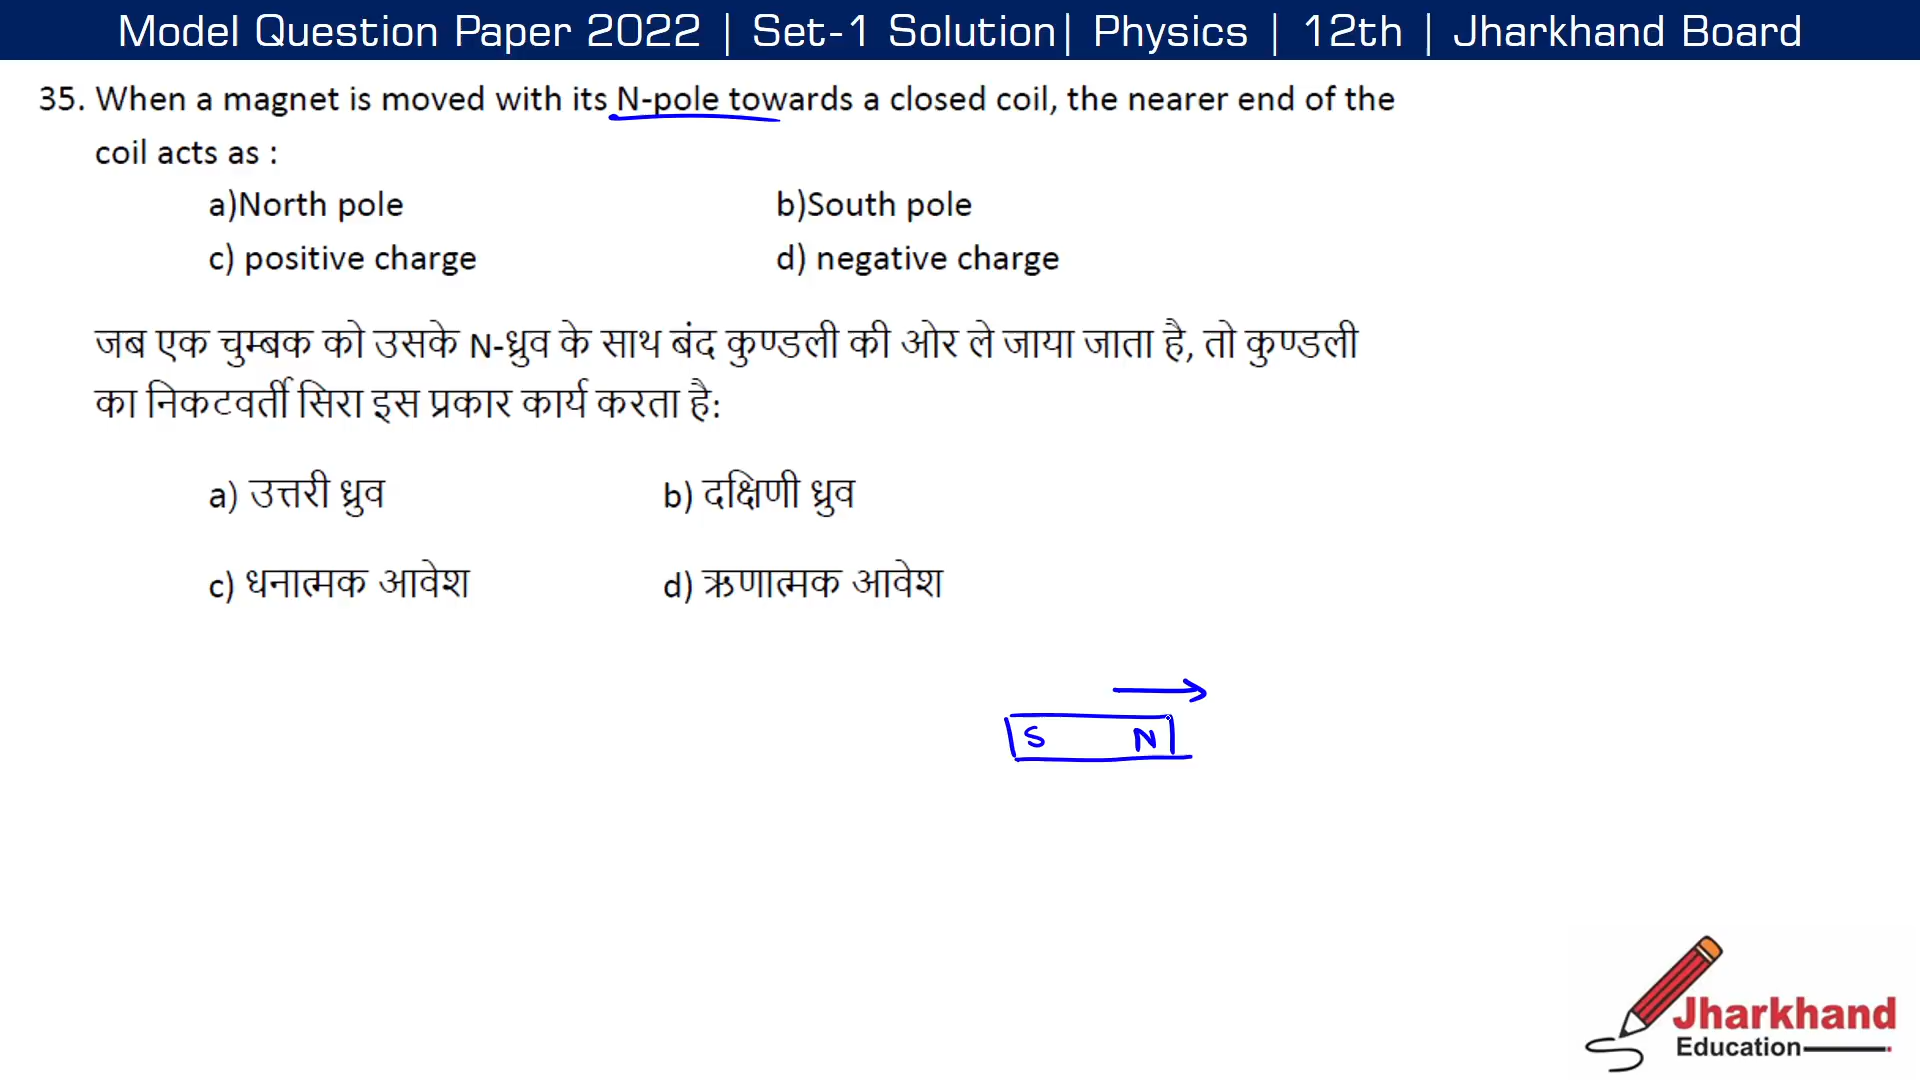 Model Question Paper 2022 | Set-1 Solution| Physics | 12th | Jharkhand Board
35. When a magnet is moved with its N-pole towards a closed coil, the nearer end of the
coil acts as :
a)North pole b)South pole
c) positive charge d) negative charge
जब एक चुम्बक को उसके N-ध्रुव के साथ बंद कुण्डली की ओर ले जाया जाता है, तो कुण्डली
का निकटवर्ती सिरा इस प्रकार कार्य करता है:
a) उत्तरी ध्रुव b) दक्षिणी ध्रुव
c) धनात्मक आवेश d) ऋणात्मक आवेश
S N
Jharkhand
Education